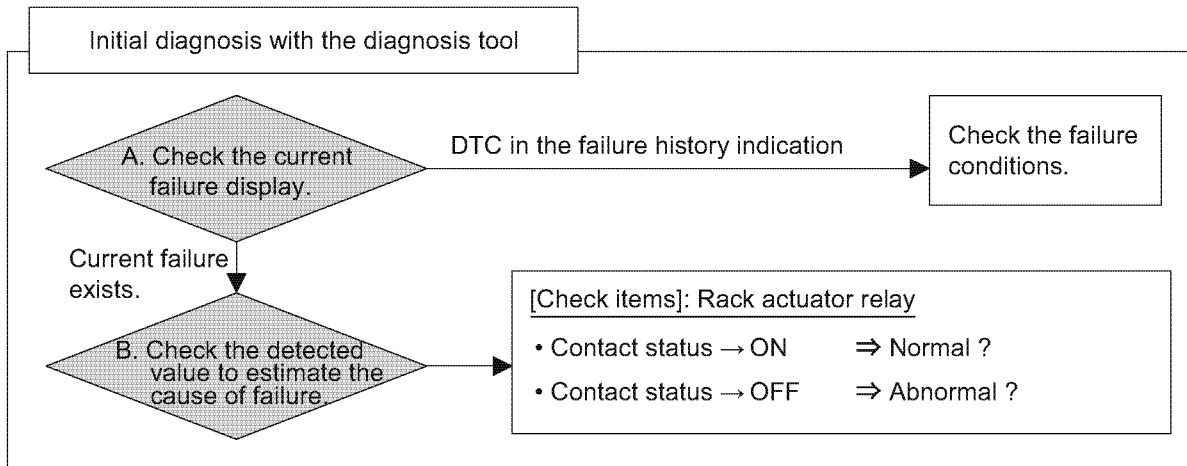 Initial diagnosis with the diagnosis tool
A. Check the current
failure display.
DTC in the failure history indication
Check the failure
conditions.
Current failure
exists.
B. Check the detected
value to estimate the
cause of failure.
[Check items]: Rack actuator relay
• Contact status → ON ⇒ Normal ?
• Contact status → OFF ⇒ Abnormal ?